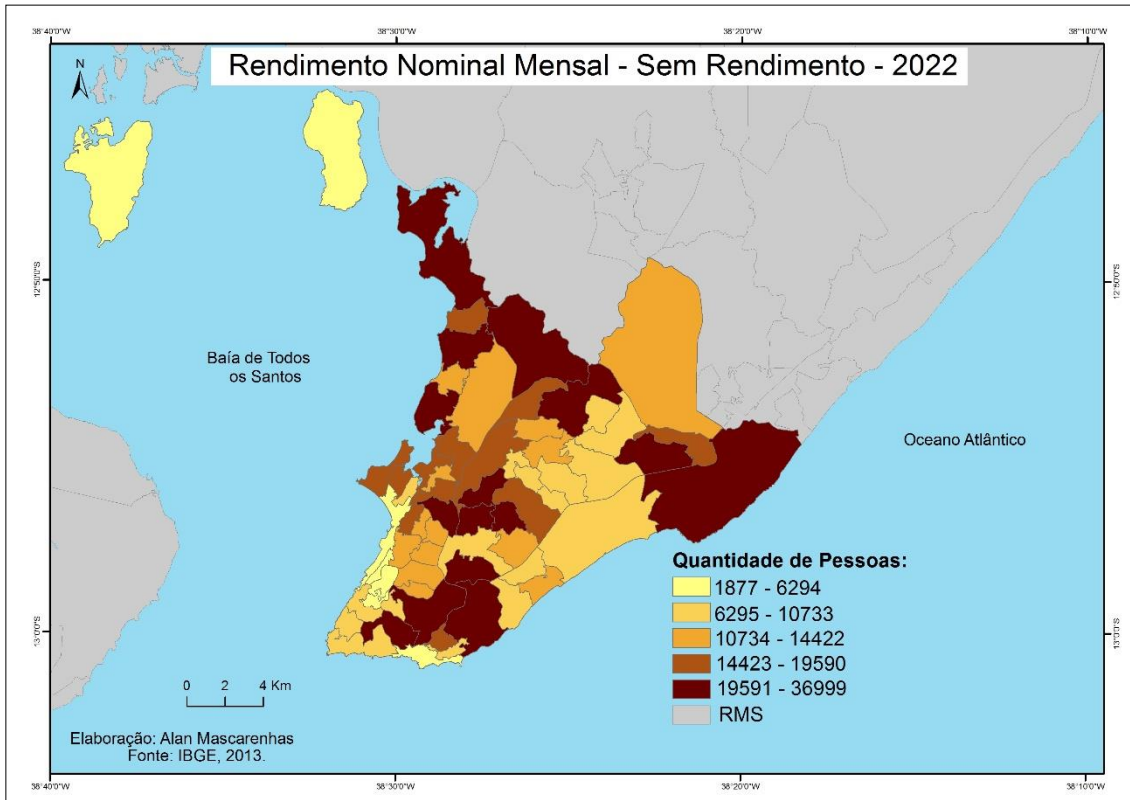 38°40'0"W
38°30'0"W
38°20'0"W
38°10'0"W
Rendimento Nominal Mensal - Sem Rendimento - 2022
N
12°50'0"S
12°50'0"S
Baía de Todos
os Santos
Oceano Atlântico
Quantidade de Pessoas:
1877 - 6294
6295 - 10733
10734 - 14422
14423 - 19590
19591 - 36999
RMS
13°0'0"S
13°0'0"S
0 2 4 Km
Elaboração: Alan Mascarenhas
Fonte: IBGE, 2013.
38°40'0"W
38°30'0"W
38°20'0"W
38°10'0"W